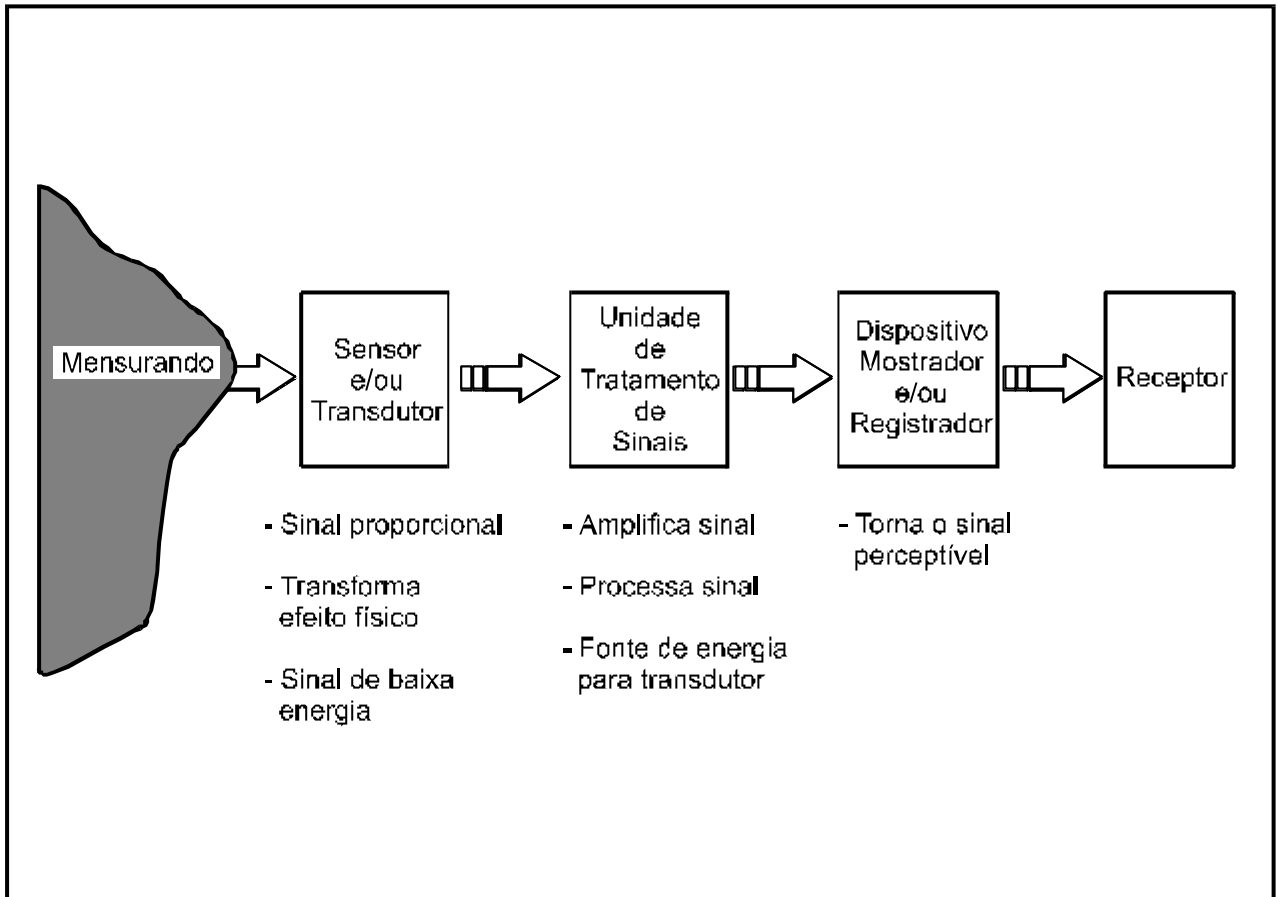 Mensurando
Sensor
e/ou
Transdutor
Unidade
de
Tratamento
de
Sinais
Dispositivo
Mostrador
e/ou
Registrador
Receptor
- Sinal proporcional
- Transforma
efeito físico
- Sinal de baixa
energia
- Amplifica sinal
- Processa sinal
- Fonte de energia
para transdutor
- Torna o sinal
perceptível